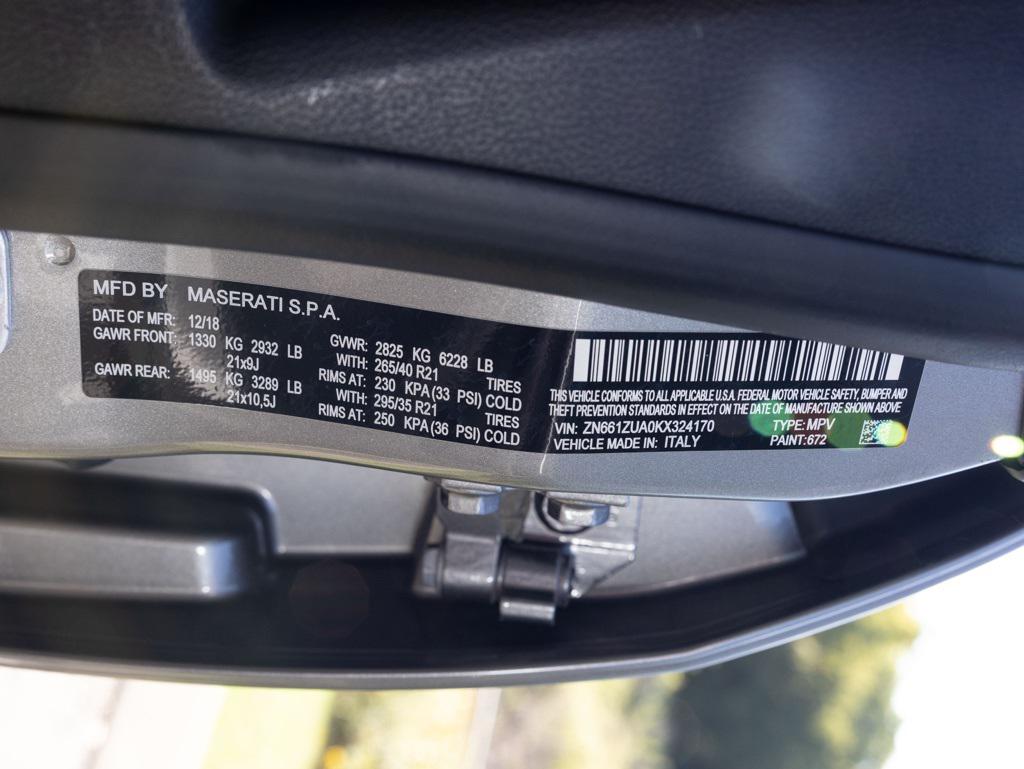 MFD BY MASERATI S.P.A.
DATE OF MFR: 12/18
GAWR FRONT: 1330 KG 2932 LB
21x9J
GAWR REAR: 1495 KG 3289 LB
21x10,5J
GVWR: 2825 KG 6228 LB
WITH: 265/40 R21 TIRES
RIMS AT: 230 KPA (33 PSI) COLD
WITH: 295/35 R21 TIRES
RIMS AT: 250 KPA (36 PSI) COLD
THIS VEHICLE CONFORMS TO ALL APPLICABLE U.S.A. FEDERAL MOTOR VEHICLE SAFETY, BUMPER AND
THEFT PREVENTION STANDARDS IN EFFECT ON THE DATE OF MANUFACTURE SHOWN ABOVE
VIN: ZN661ZUA0KX324170 TYPE: MPV
VEHICLE MADE IN: ITALY PAINT: 672